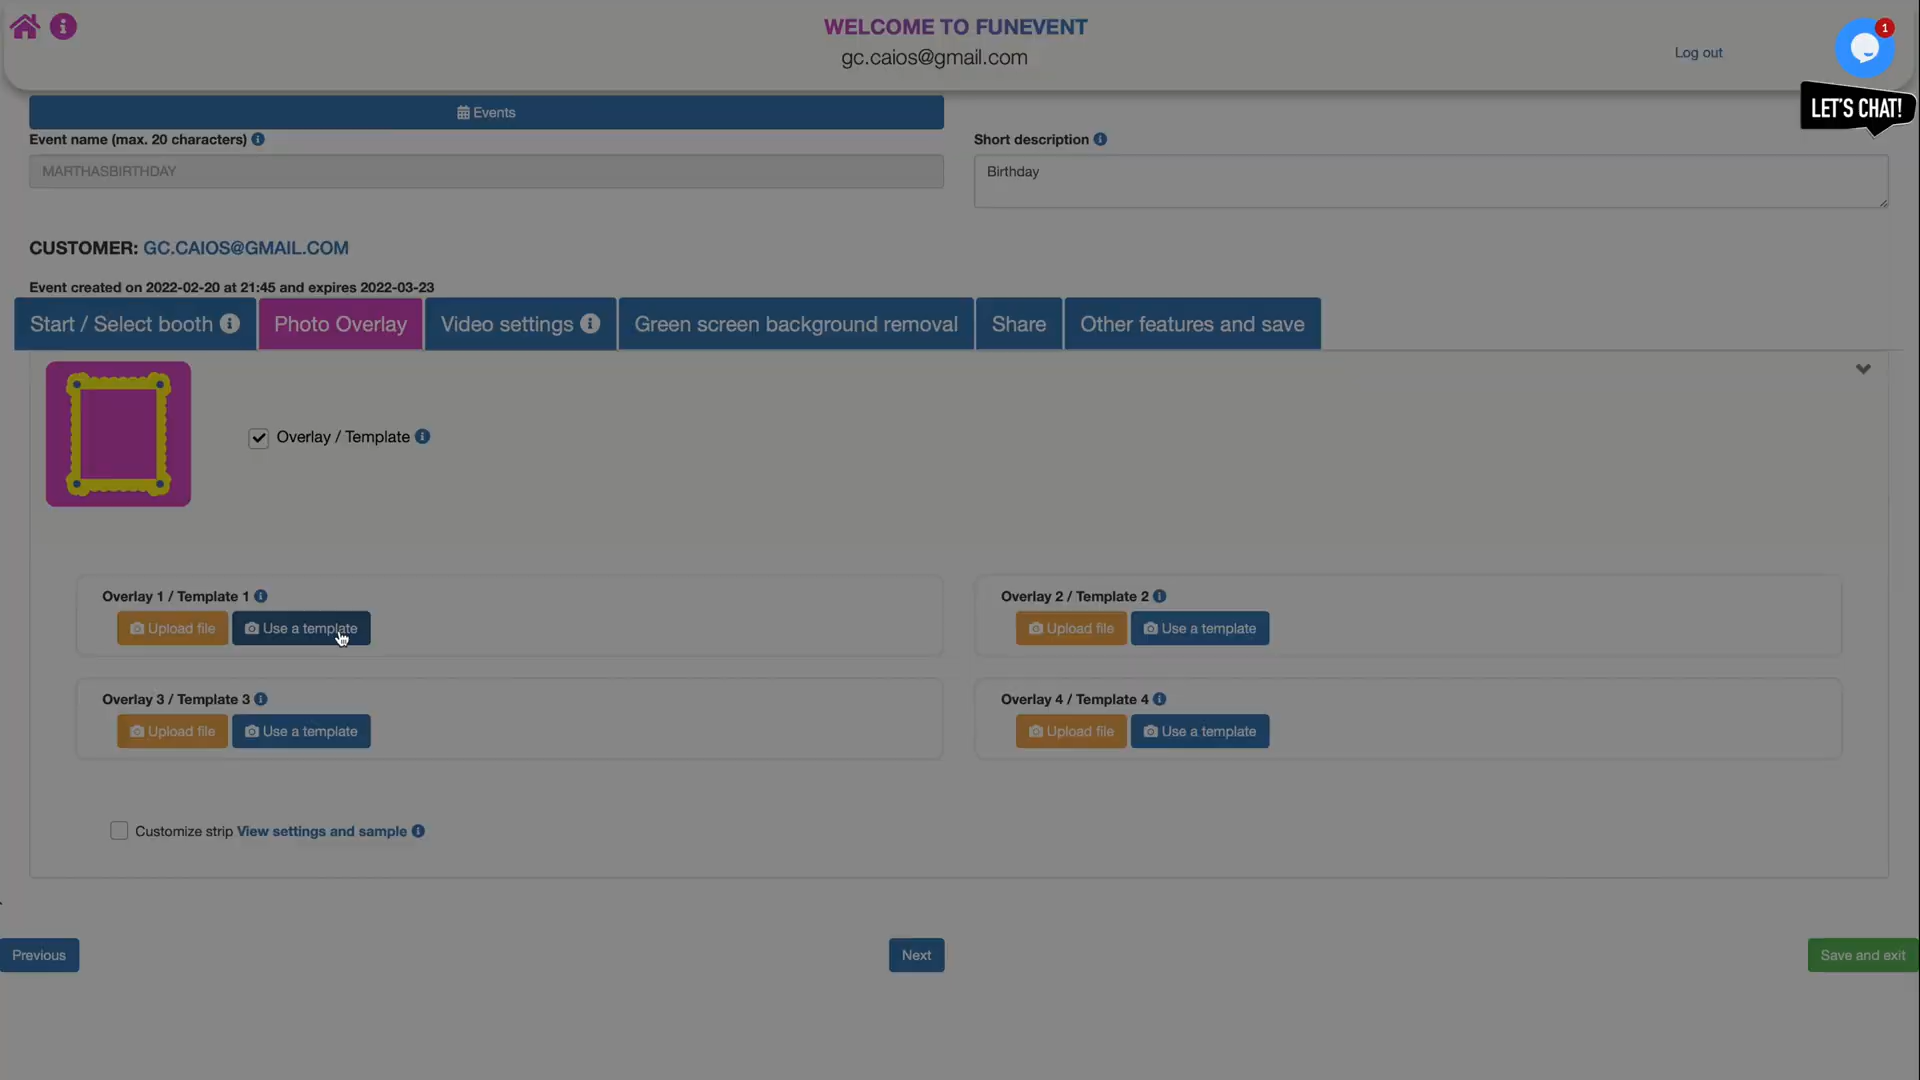 WELCOME TO FUNEVENT
gc.caios@gmail.com
Log out
1
LET'S CHAT!
Events
Event name (max. 20 characters)
Short description
MARTHASBIRTHDAY
Birthday
CUSTOMER: GC.CAIOS@GMAIL.COM
Event created on 2022-02-20 at 21:45 and expires 2022-03-23
Start / Select booth
Photo Overlay
Video settings
Green screen background removal
Share
Other features and save
Overlay / Template
Overlay 1 / Template 1
Upload file
Use a template
Overlay 2 / Template 2
Upload file
Use a template
Overlay 3 / Template 3
Upload file
Use a template
Overlay 4 / Template 4
Upload file
Use a template
Customize strip View settings and sample
Previous
Next
Save and exit